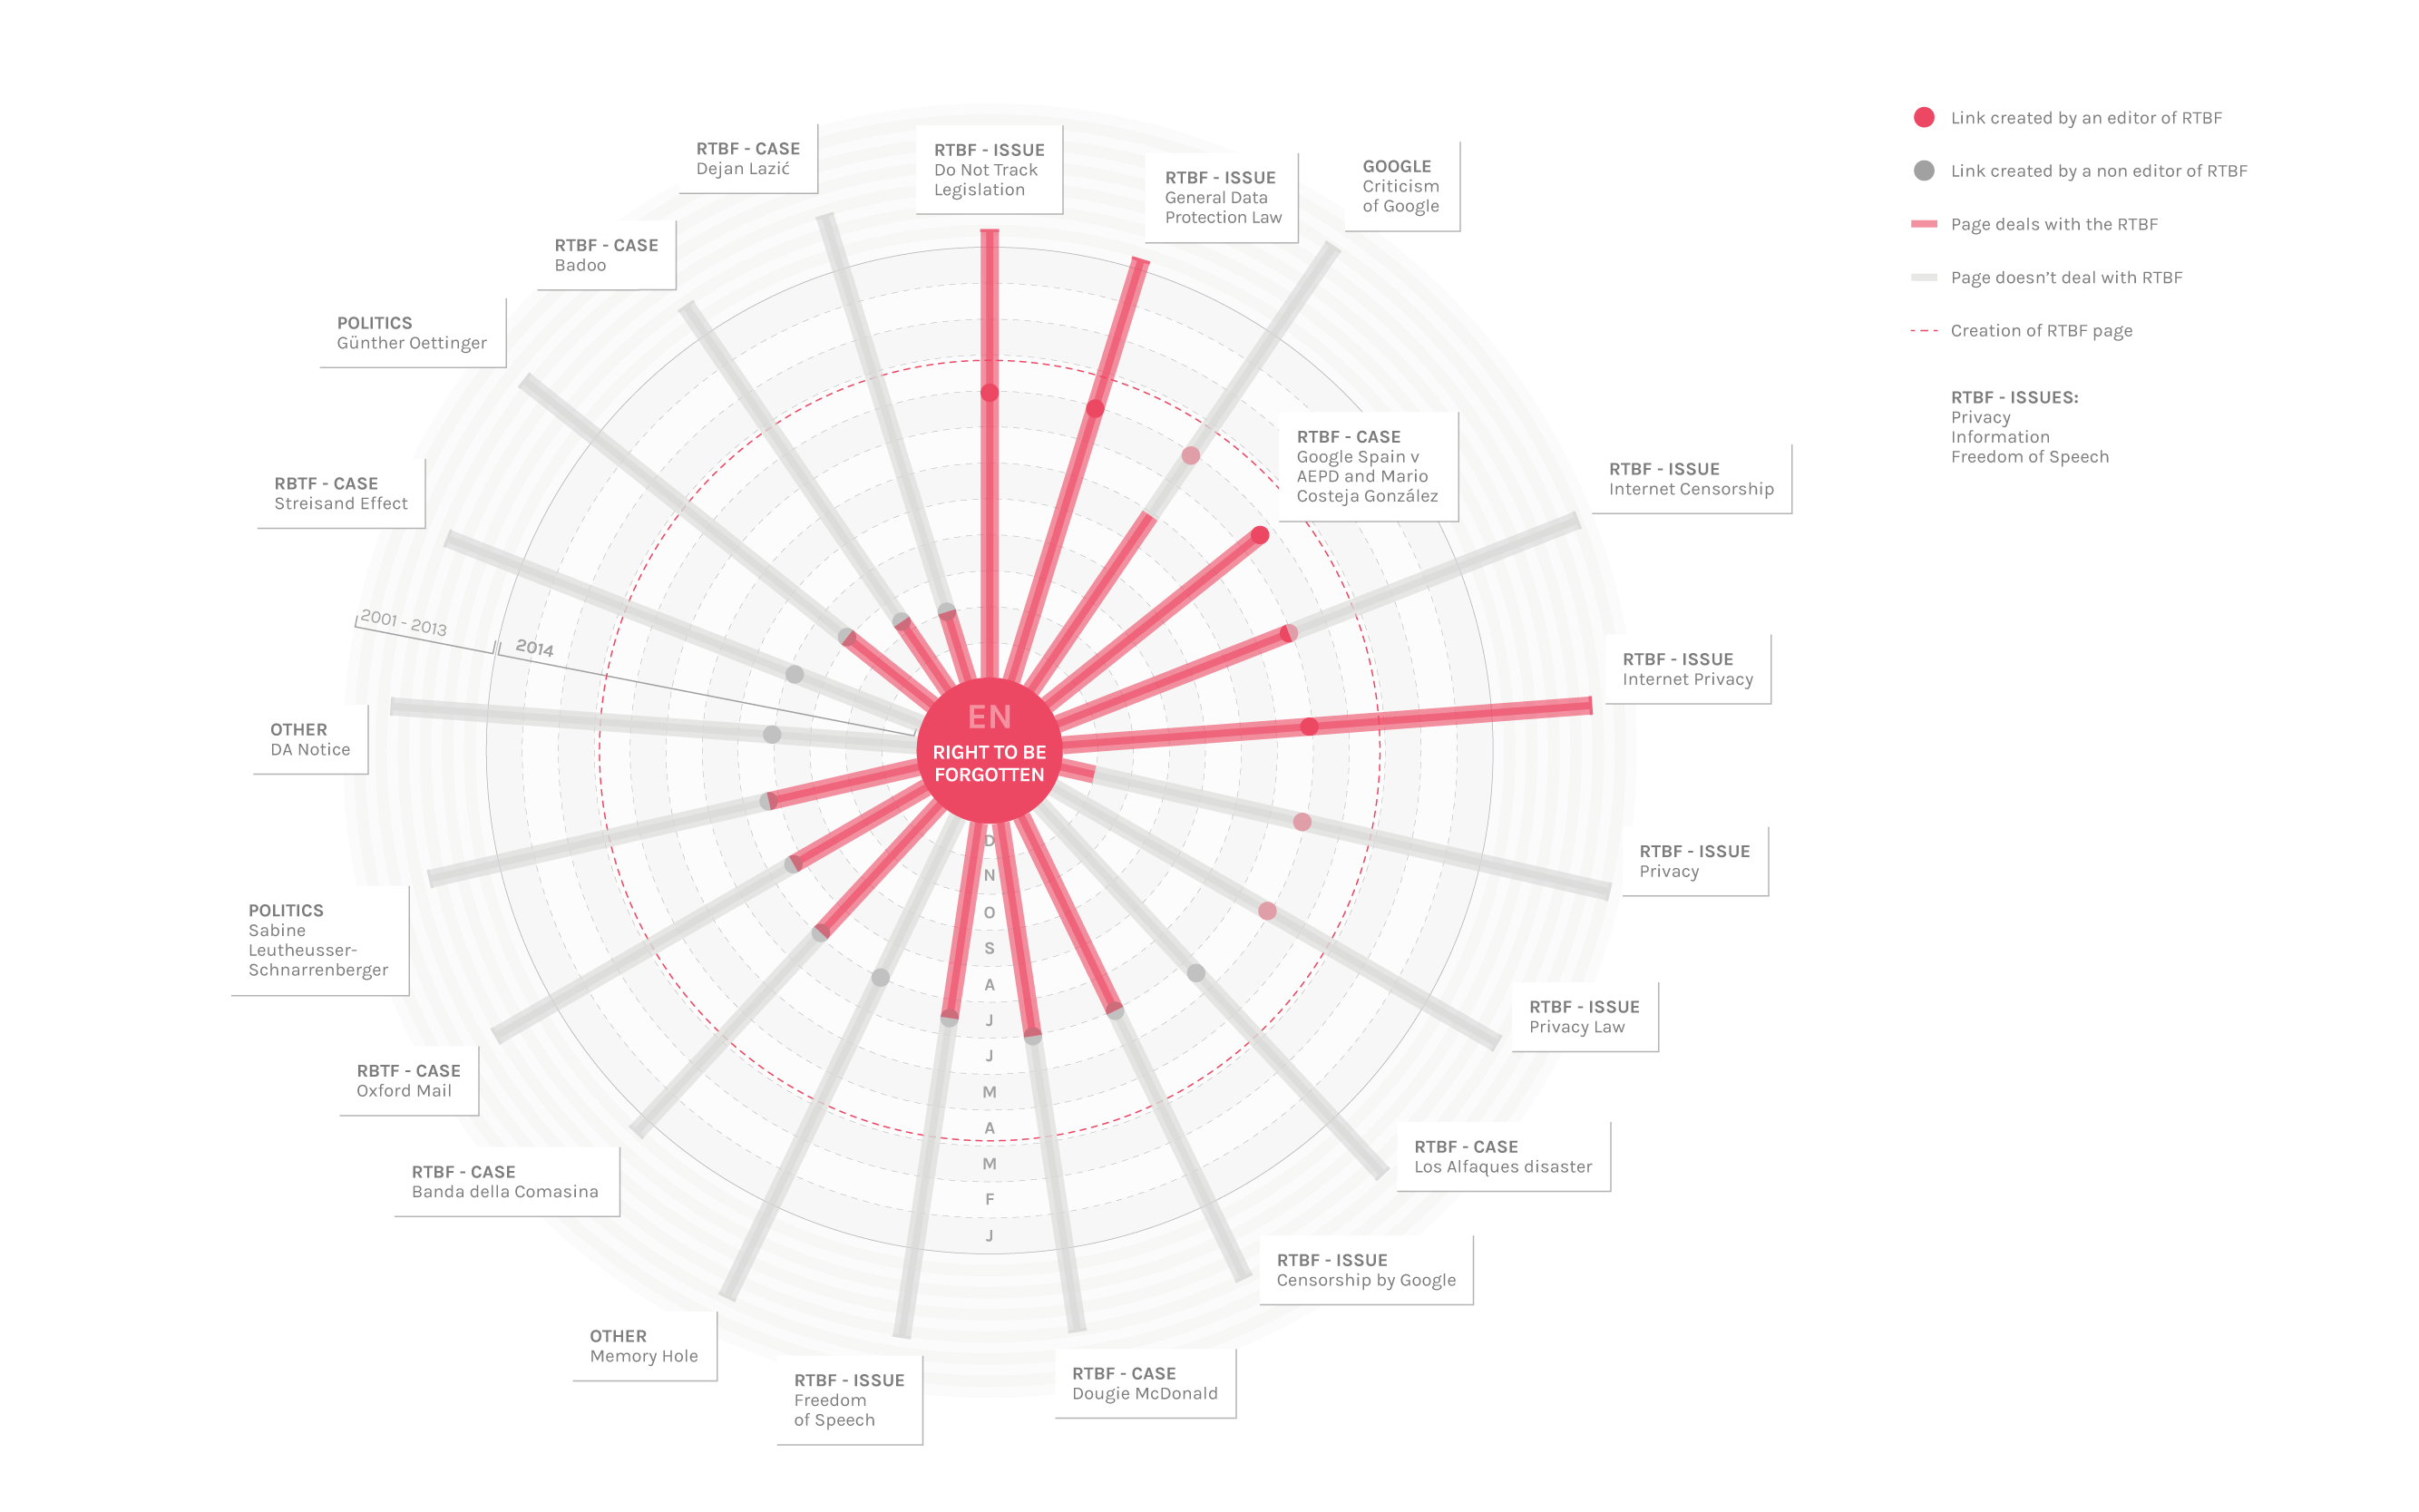 RTBF - CASE
Dejan Lazić
RTBF - ISSUE
Do Not Track
Legislation
RTBF - ISSUE
General Data
Protection Law
GOOGLE
Criticism
of Google
RTBF - CASE
Badoo
POLITICS
Günther Oettinger
RTBF - CASE
Google Spain v
AEPD and Mario
Costeja González
RTBF - ISSUE
Internet Censorship
RBTF - CASE
Streisand Effect
2001 - 2013
2014
RTBF - ISSUE
Internet Privacy
OTHER
DA Notice
EN
RIGHT TO BE
FORGOTTEN
RTBF - ISSUE
Privacy
POLITICS
Sabine
Leutheusser-
Schnarrenberger
D
N
O
S
A
J
J
M
A
M
F
J
RTBF - ISSUE
Privacy Law
RBTF - CASE
Oxford Mail
RTBF - CASE
Los Alfaques disaster
RTBF - CASE
Banda della Comasina
RTBF - ISSUE
Censorship by Google
OTHER
Memory Hole
RTBF - ISSUE
Freedom
of Speech
RTBF - CASE
Dougie McDonald
Link created by an editor of RTBF
Link created by a non editor of RTBF
Page deals with the RTBF
Page doesn’t deal with RTBF
Creation of RTBF page
RTBF - ISSUES:
Privacy
Information
Freedom of Speech